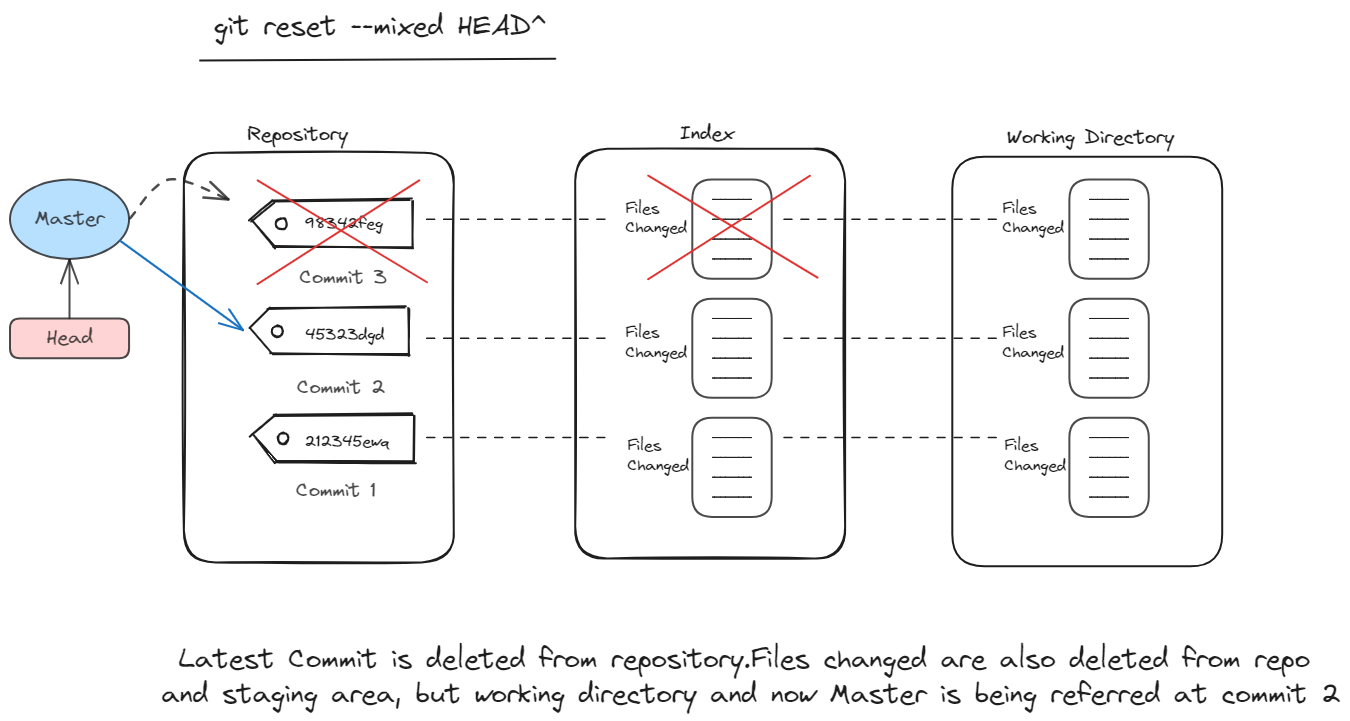 git reset --mixed HEAD^
Repository
Index
Working Directory
Master
Head
98342feg
Commit 3
45323dgd
Commit 2
212345ewa
Commit 1
Files
Changed
Files
Changed
Files
Changed
Files
Changed
Files
Changed
Files
Changed
Latest Commit is deleted from repository.Files changed are also deleted from repo
and staging area, but working directory and now Master is being referred at commit 2